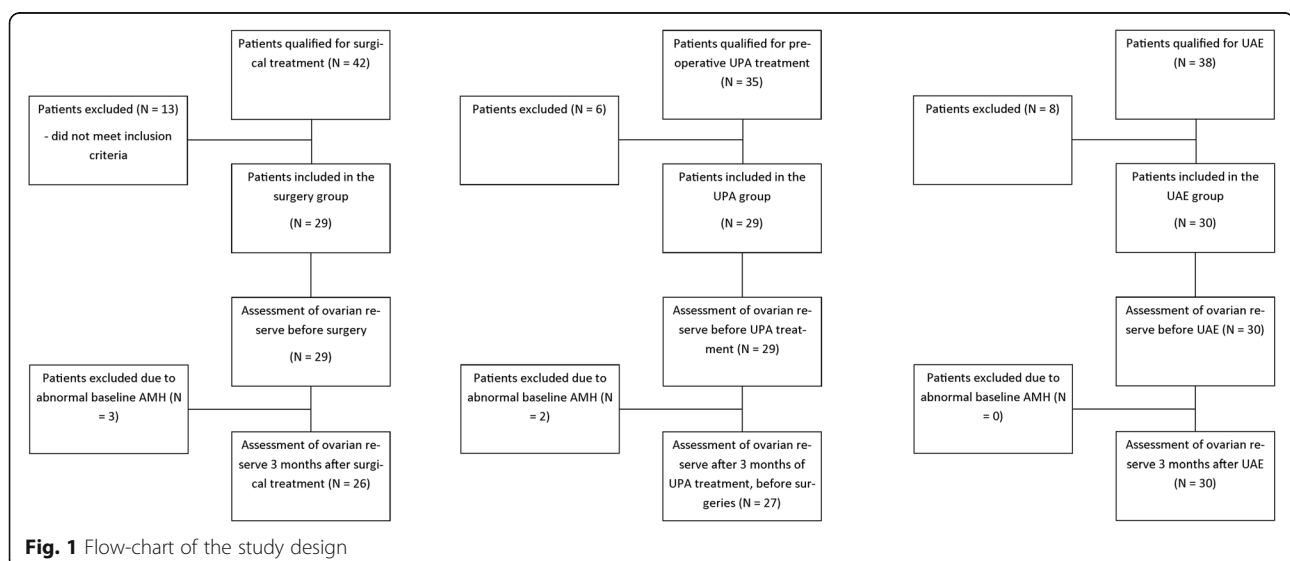 Patients qualified for surgi-
cal treatment (N = 42)
Patients excluded (N = 13)
- did not meet inclusion
criteria
Patients included in the
surgery group
(N = 29)
Assessment of ovarian re-
serve before surgery
(N = 29)
Patients excluded due to
abnormal baseline AMH (N
= 3)
Assessment of ovarian re-
serve 3 months after surgi-
cal treatment (N = 26)
Patients qualified for pre-
operative UPA treatment
(N = 35)
Patients excluded (N = 6)
Patients included in the
UPA group
(N = 29)
Assessment of ovarian re-
serve before UPA treat-
ment (N = 29)
Patients excluded due to
abnormal baseline AMH (N
= 2)
Assessment of ovarian
reserve after 3 months of
UPA treatment, before sur-
geries (N = 27)
Patients qualified for UAE
(N = 38)
Patients excluded (N = 8)
Patients included in the
UAE group
(N = 30)
Assessment of ovarian re-
serve before UAE (N = 30)
Patients excluded due to
abnormal baseline AMH (N
= 0)
Assessment of ovarian re-
serve 3 months after UAE
(N = 30)
Fig. 1 Flow-chart of the study design